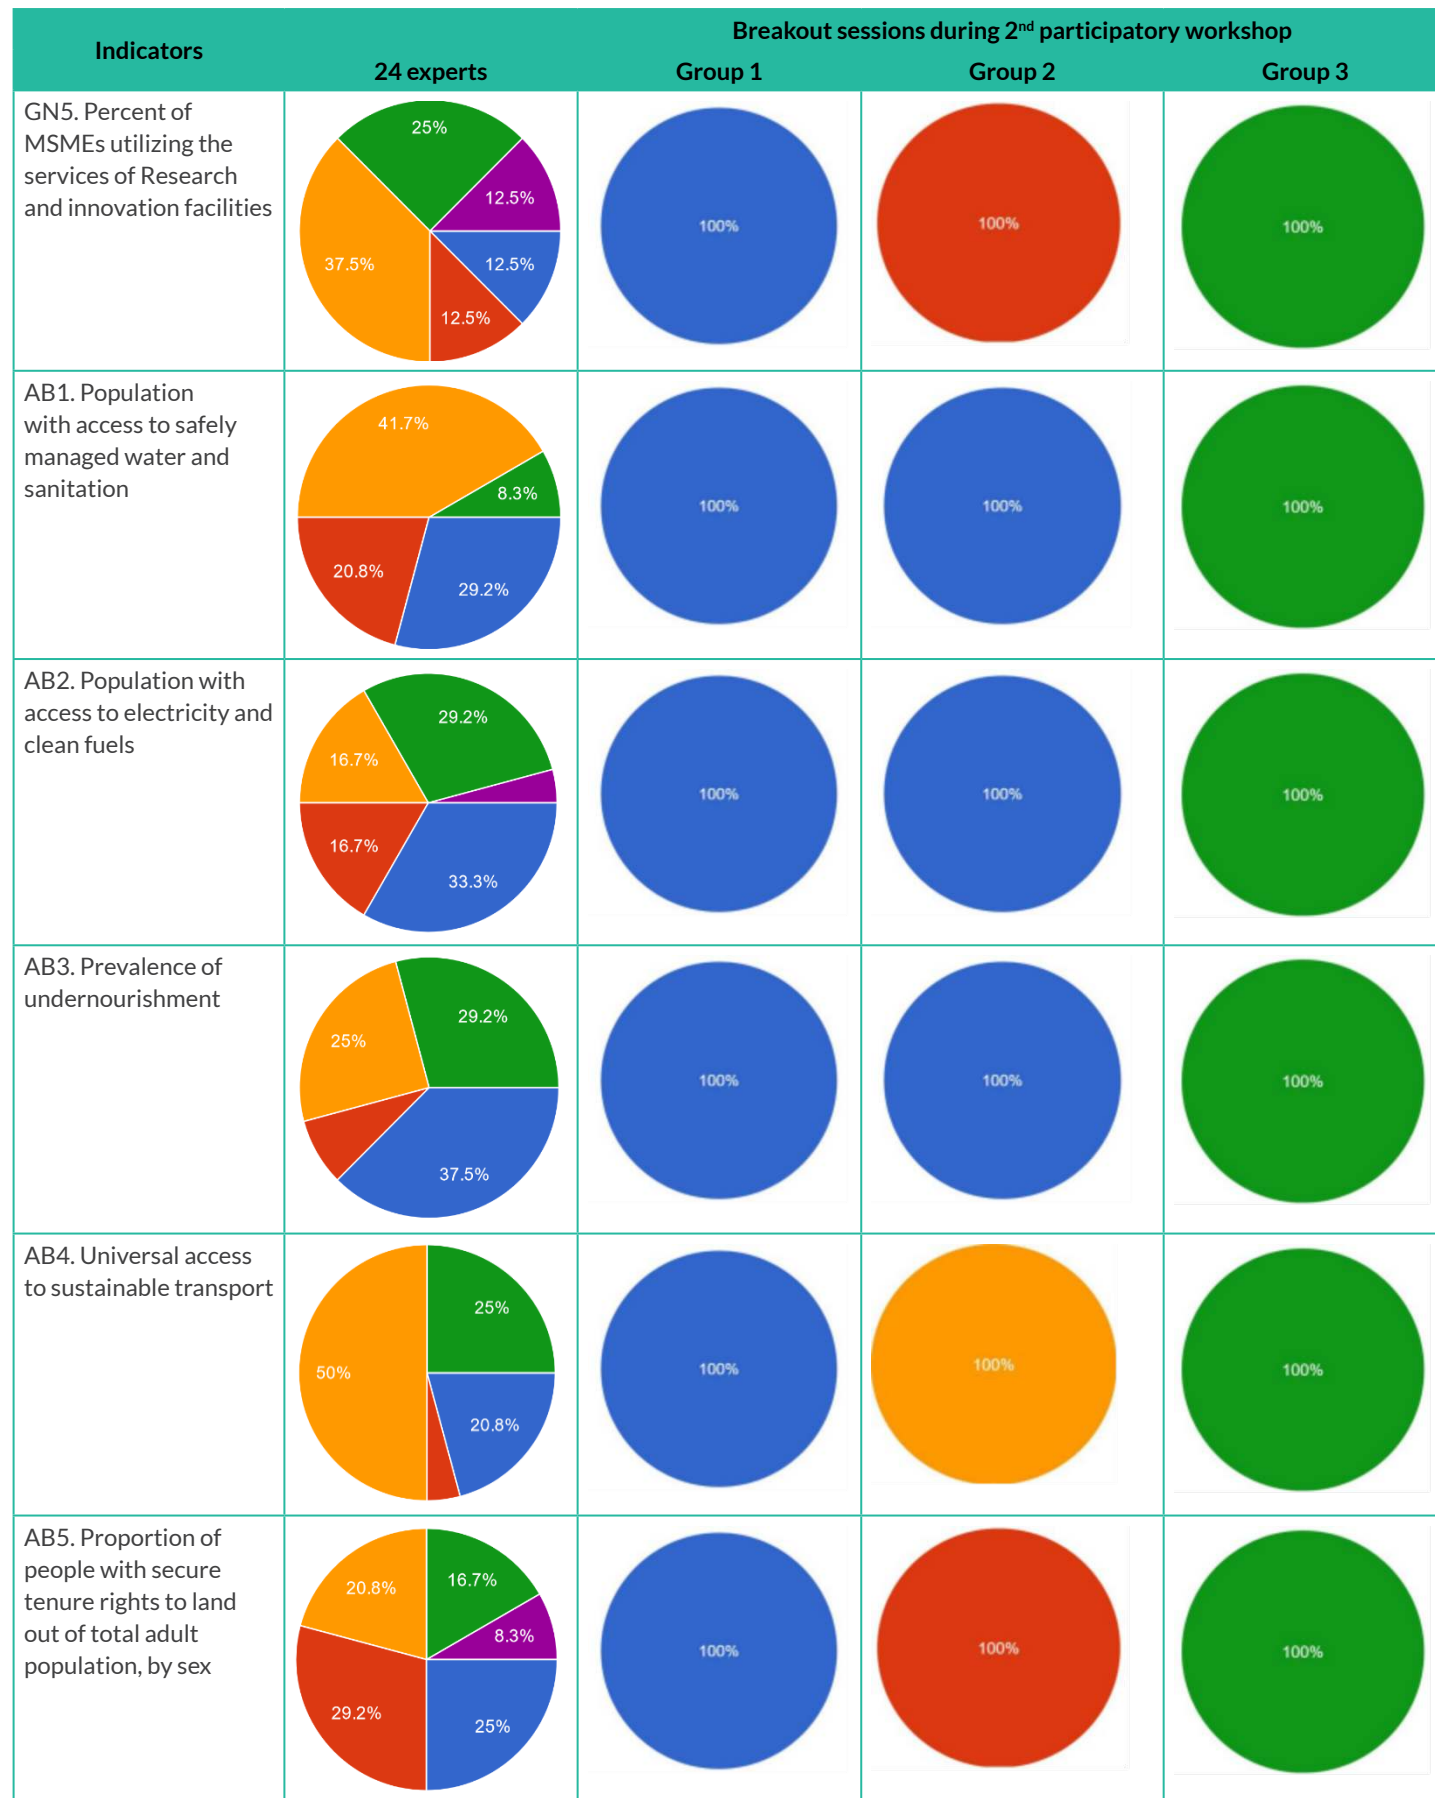 Indicators
Breakout sessions during 2nd participatory workshop
24 experts
Group 1
Group 2
Group 3
GN5. Percent of
MSMEs utilizing the
services of Research
and innovation facilities
25%
12.5%
37.5%
12.5%
12.5%
100%
100%
100%
AB1. Population
with access to safely
managed water and
sanitation
41.7%
8.3%
20.8%
29.2%
100%
100%
100%
AB2. Population with
access to electricity and
clean fuels
29.2%
16.7%
16.7%
33.3%
100%
100%
100%
AB3. Prevalence of
undernourishment
29.2%
25%
37.5%
100%
100%
100%
AB4. Universal access
to sustainable transport
25%
50%
20.8%
100%
100%
100%
AB5. Proportion of
people with secure
tenure rights to land
out of total adult
population, by sex
16.7%
20.8%
8.3%
29.2%
25%
100%
100%
100%